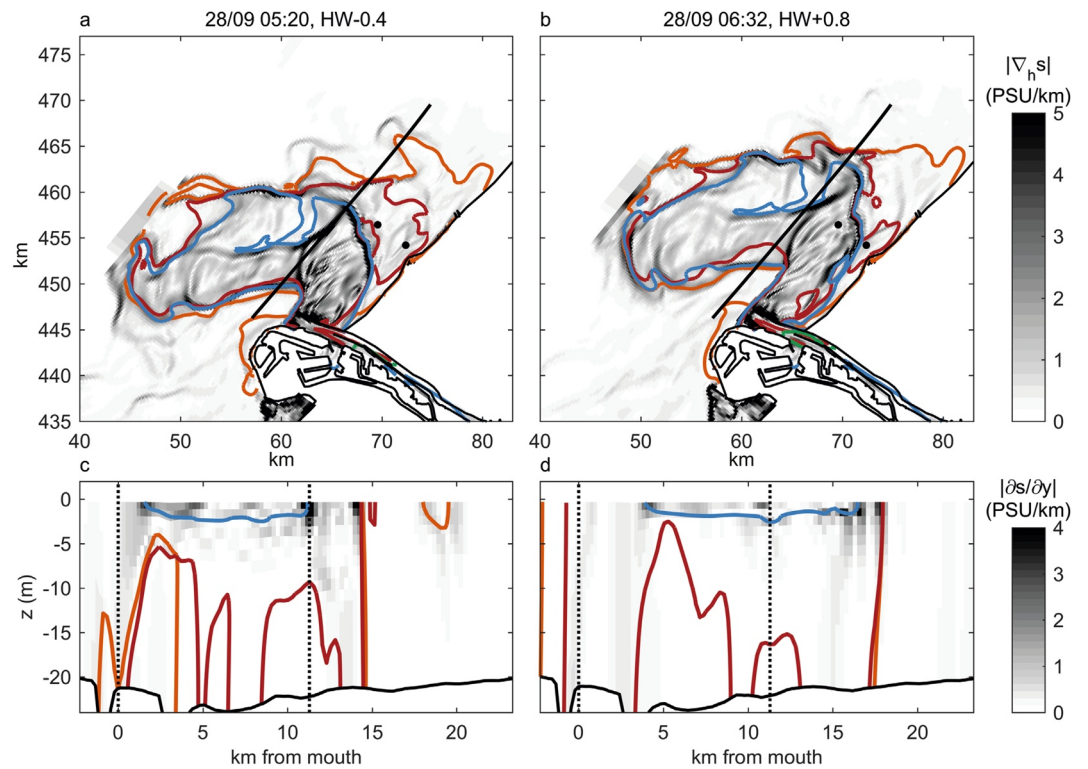 a
28/09 05:20, HW-0.4
b
28/09 06:32, HW+0.8
|∇hs|
(PSU/km)
475
470
465
460
455
450
445
440
435
km
40
50
60
70
80
km
40
50
60
70
80
km
5
4
3
2
1
0
c
d
|∂s/∂y|
(PSU/km)
0
-5
-10
-15
-20
z (m)
0
5
10
15
20
km from mouth
0
5
10
15
20
km from mouth
4
3
2
1
0